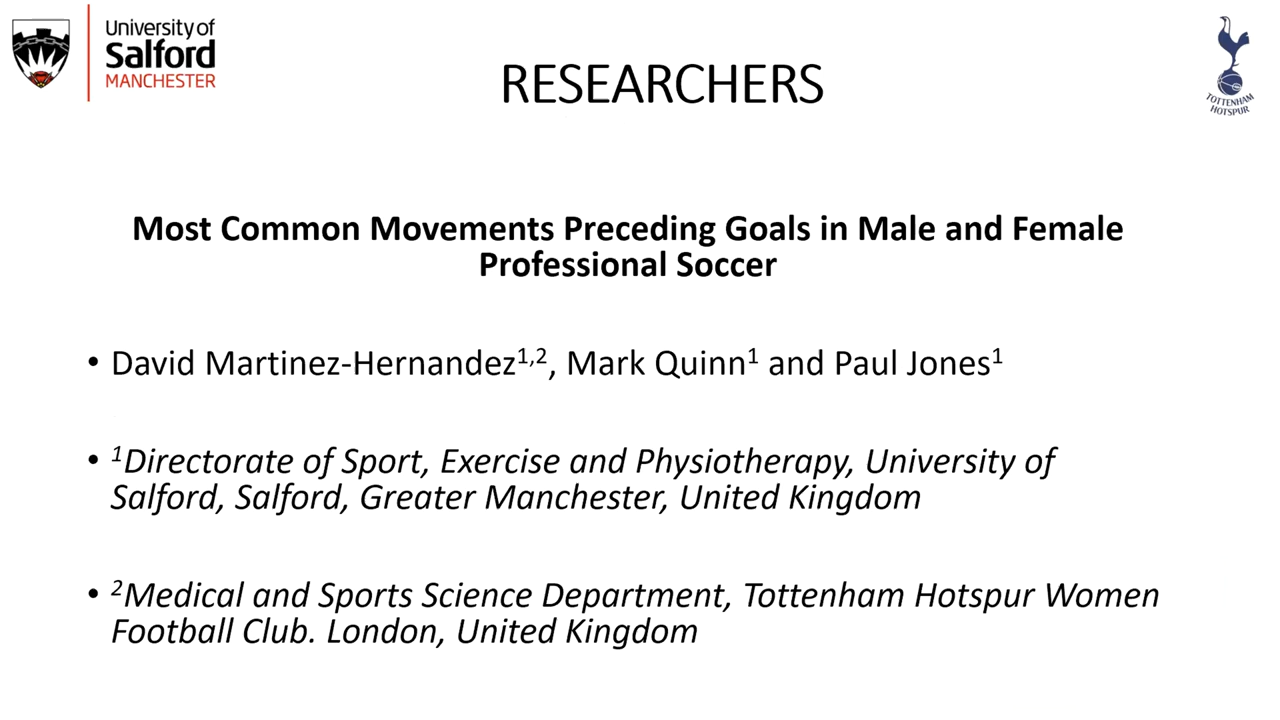 University of
Salford
MANCHESTER
RESEARCHERS
TOTTENHAM
HOTSPUR
Most Common Movements Preceding Goals in Male and Female
Professional Soccer
• David Martinez-Hernandez¹,², Mark Quinn¹ and Paul Jones¹
• ¹Directorate of Sport, Exercise and Physiotherapy, University of
Salford, Salford, Greater Manchester, United Kingdom
• ²Medical and Sports Science Department, Tottenham Hotspur Women
Football Club. London, United Kingdom